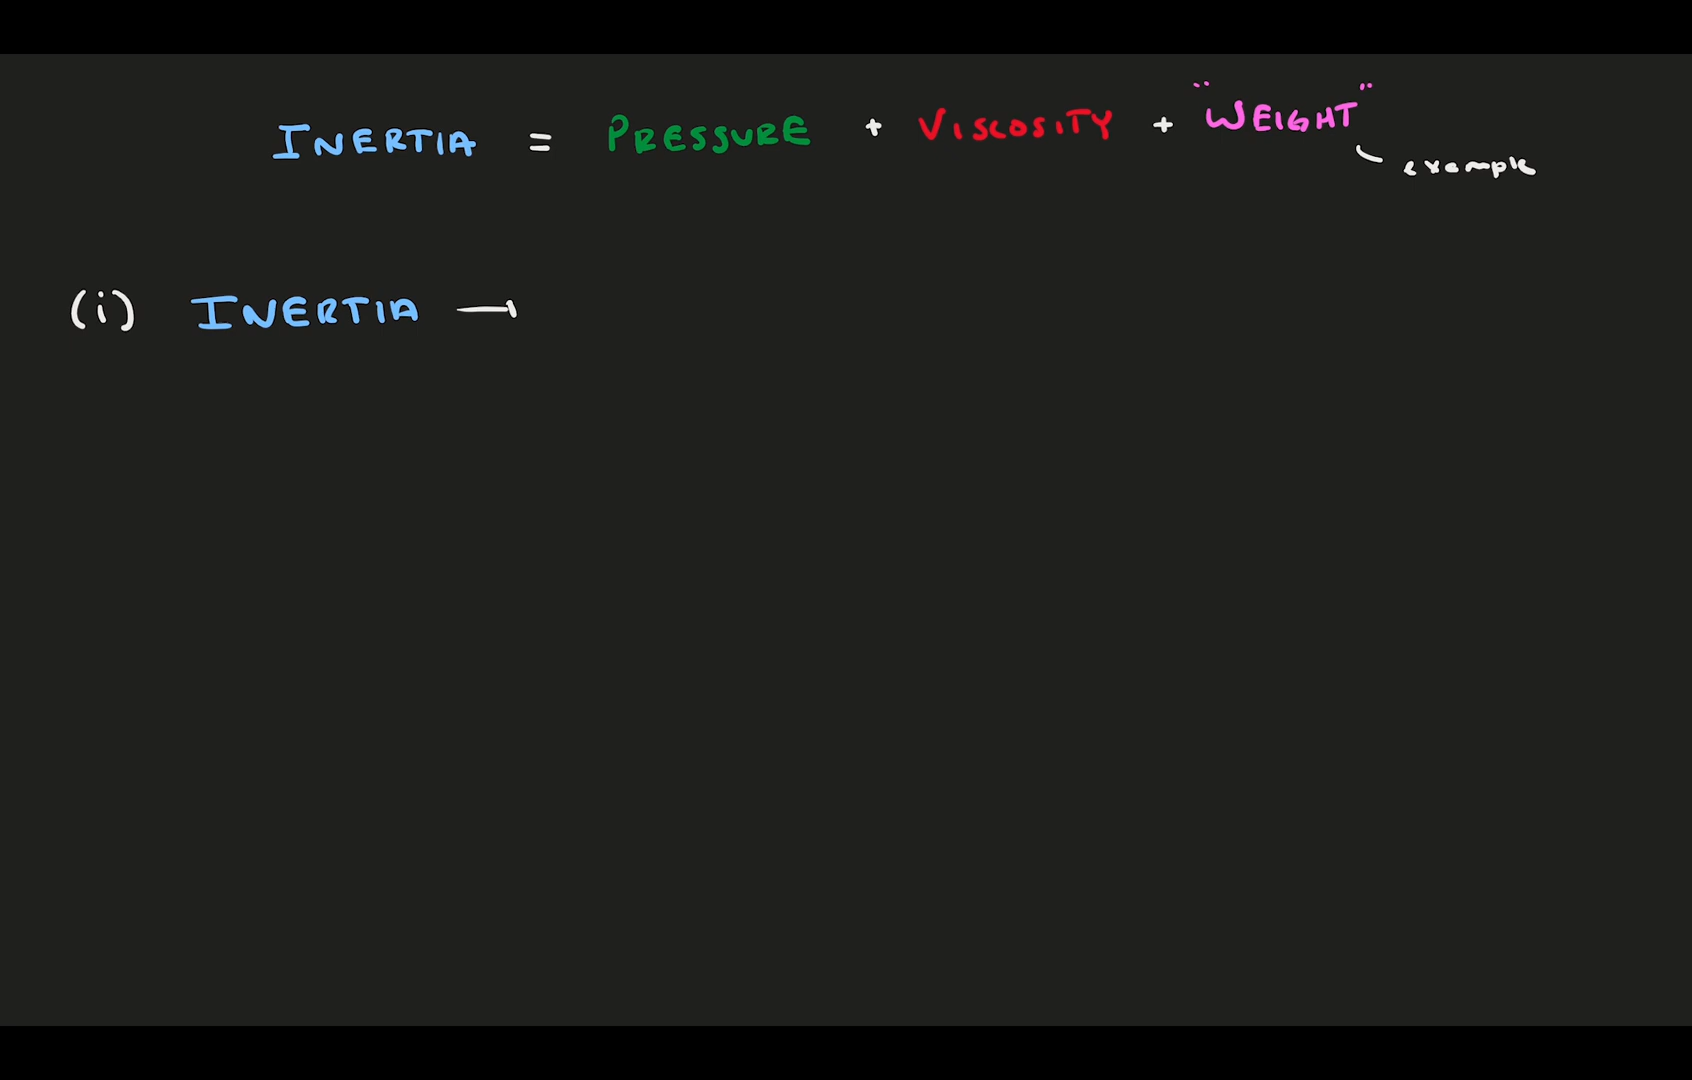 INERTIA = PRESSURE + VISCOSITY + "WEIGHT"
example
(i) INERTIA →